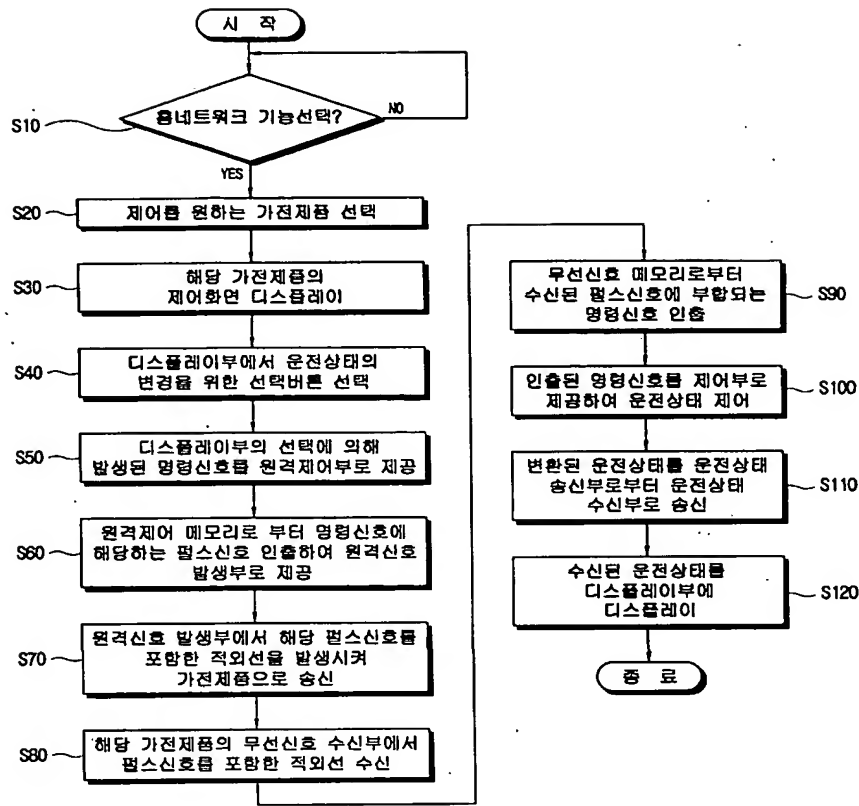 시 작
홈네트워크 기능선택?
NO
S10
YES
S20
제어를 원하는 가전제품 선택
S30
해당 가전제품의
제어화면 디스플레이
S40
디스플레이부에서 운전상태의
변경을 위한 선택버튼 선택
S50
디스플레이부의 선택에 의해
발생된 명령신호를 원격제어부로 제공
S60
원격제어 메모리로 부터 명령신호에
해당하는 펄스신호 인출하여 원격신호
발생부로 제공
S70
원격신호 발생부에서 해당 펄스신호를
포함한 적외선을 발생시켜
가전제품으로 송신
S80
해당 가전제품의 무선신호 수신부에서
펄스신호를 포함한 적외선 수신
무선신호 메모리로부터
수신된 펄스신호에 부합되는
명령신호 인출
S90
인출된 명령신호를 제어부로
제공하여 운전상태 제어
S100
변환된 운전상태를 운전상태
송신부로부터 운전상태
수신부로 송신
S110
수신된 운전상태를
디스플레이부에
디스플레이
S120
종 료